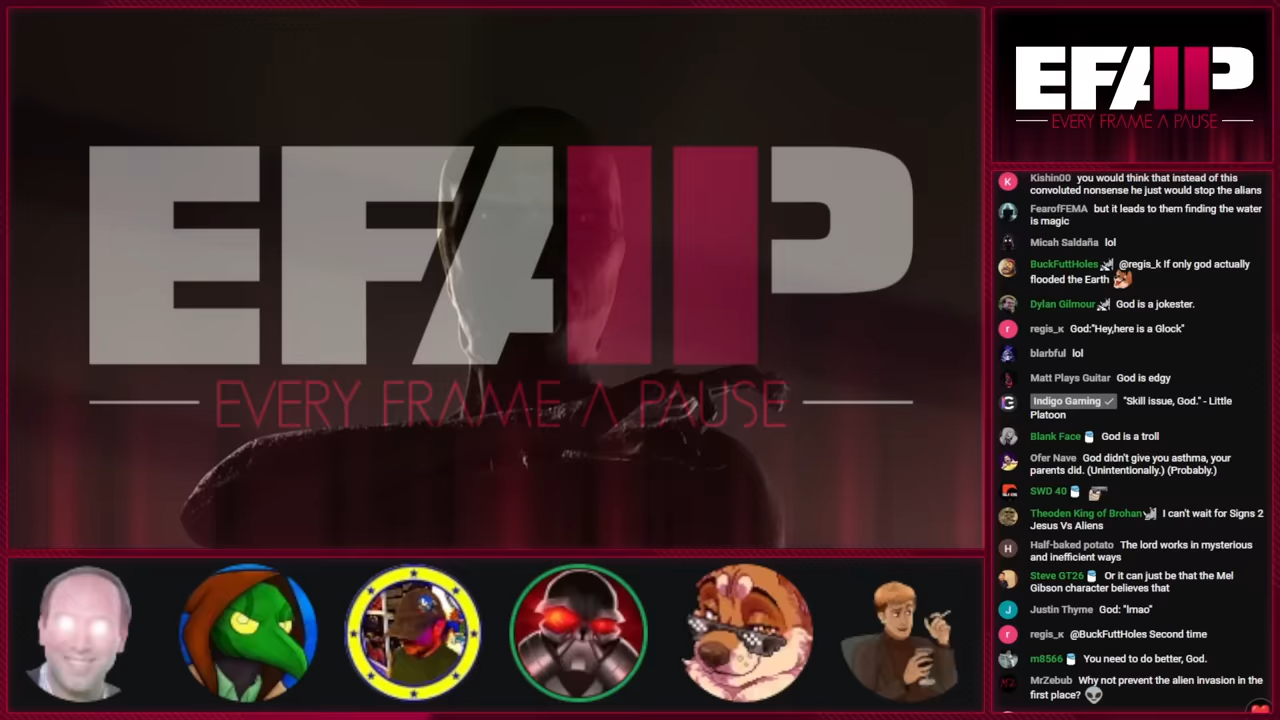 EFAP
EVERY FRAME A PAUSE
EFAP
EVERY FRAME A PAUSE
Kishin00 you would think that instead of this
convoluted nonsense he just would stop the alians
FearofFEMA but it leads to them finding the water
is magic
Micah Saldaña lol
BuckFuttHoles @regis_k If only god actually
flooded the Earth
Dylan Gilmour God is a jokester.
regis_ĸ God:"Hey,here is a Glock"
blarbful lol
Matt Plays Guitar God is edgy
Indigo Gaming ✓ "Skill issue, God." - Little
Platoon
Blank Face God is a troll
Ofer Nave God didn't give you asthma, your
parents did. (Unintentionally.) (Probably.)
SWD 40
Theoden King of Brohan I can't wait for Signs 2
Jesus Vs Aliens
Half-baked potato The lord works in mysterious
and inefficient ways
Steve GT26 Or it can just be that the Mel
Gibson character believes that
Justin Thyme God: "lmao"
regis_ĸ @BuckFuttHoles Second time
m8566 You need to do better, God.
MrZebub Why not prevent the alien invasion in the
first place?